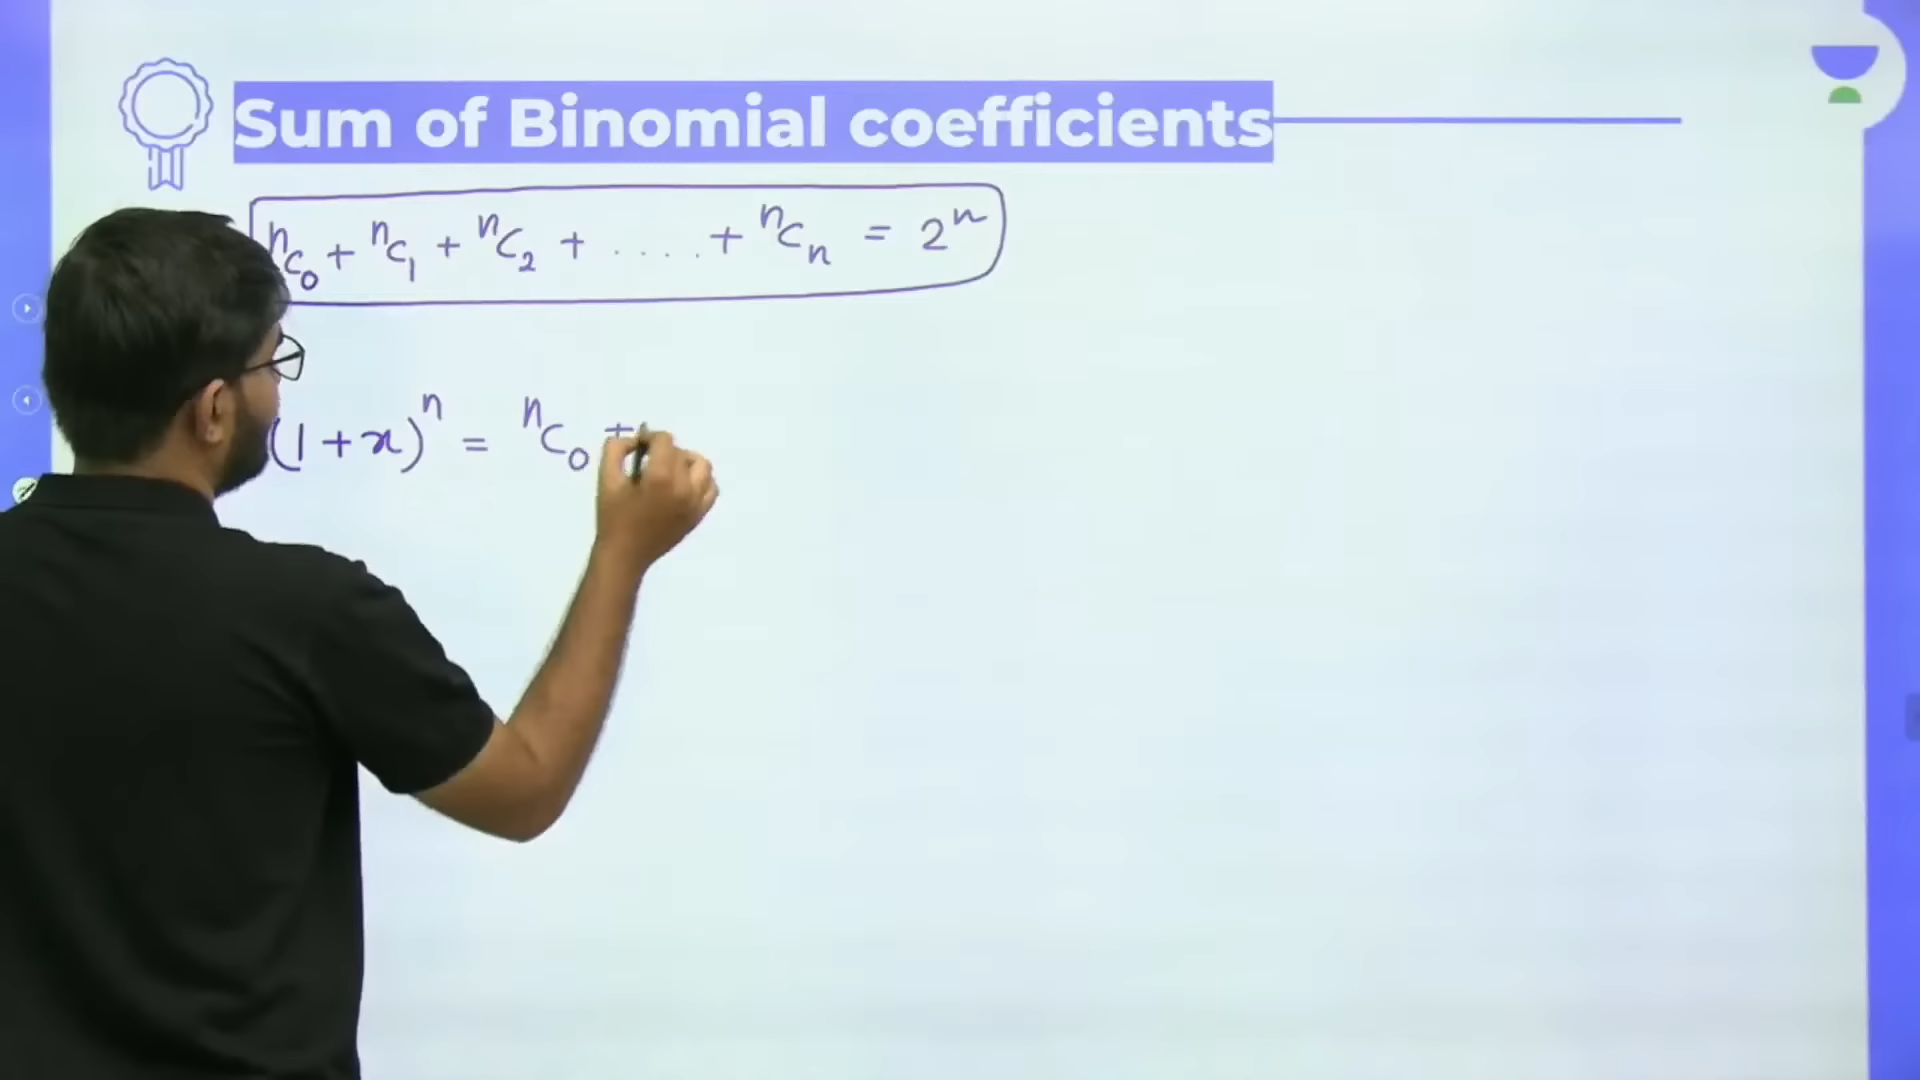 Sum of Binomial coefficients
ⁿC₀ + ⁿC₁ + ⁿC₂ + ..... + ⁿCₙ = 2ⁿ
(1+x)ⁿ = ⁿC₀ +